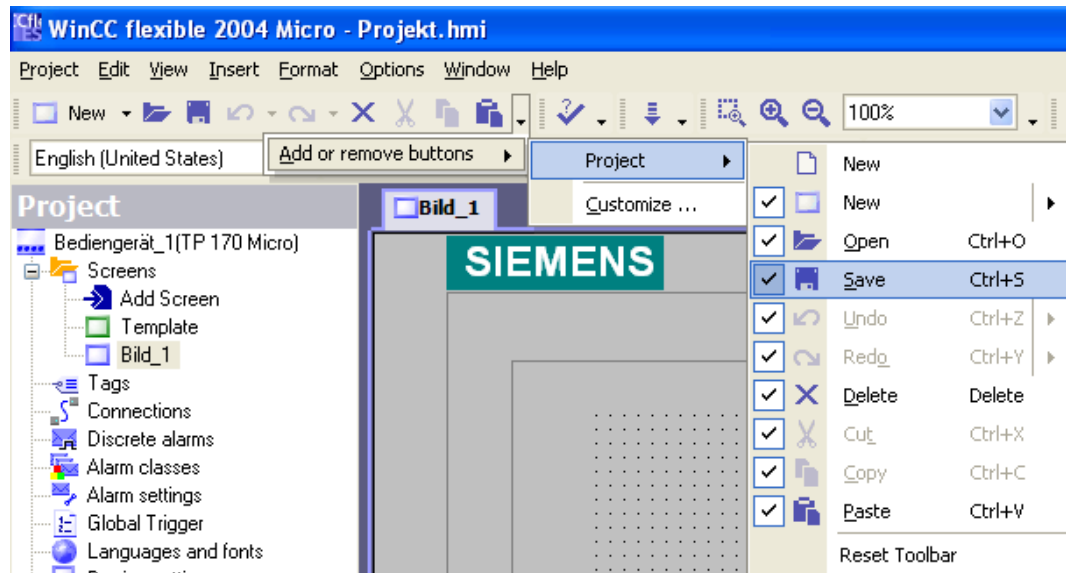 WinCC flexible 2004 Micro - Projekt.hmi
Project Edit View Insert Format Options Window Help
New 100%
English (United States) Add or remove buttons Project New
Project Bild_1 Customize ... New
Bediengerät_1(TP 170 Micro) SIEMENS Open Ctrl+O
Screens Save Ctrl+S
Add Screen Undo Ctrl+Z
Template Redo Ctrl+Y
Bild_1 Delete Delete
Tags Cut Ctrl+X
Connections Copy Ctrl+C
Discrete alarms Paste Ctrl+V
Alarm classes Reset Toolbar
Alarm settings
Global Trigger
Languages and fonts